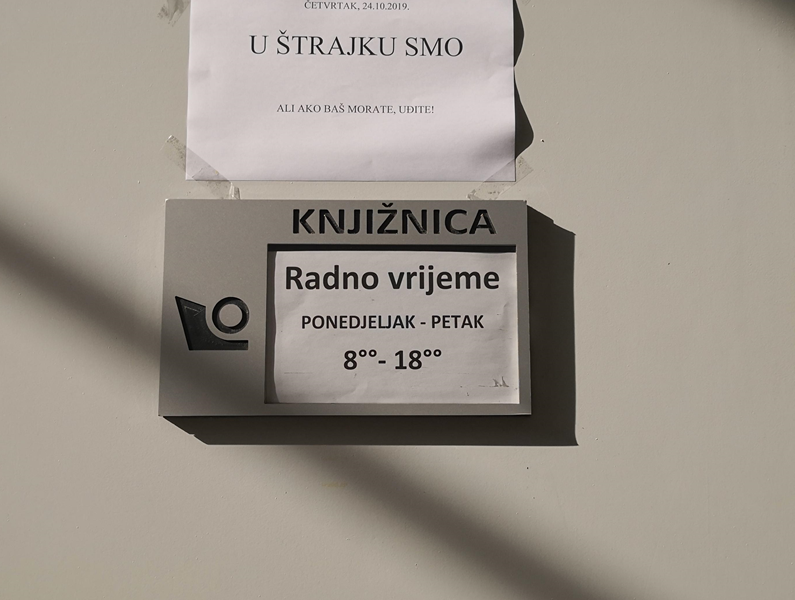 ČETVRTAK, 24.10.2019.
U ŠTRAJKU SMO
ALI AKO BAŠ MORATE, UĐITE!
KNJIŽNICA
Radno vrijeme
PONEDJELJAK - PETAK
8°°- 18°°